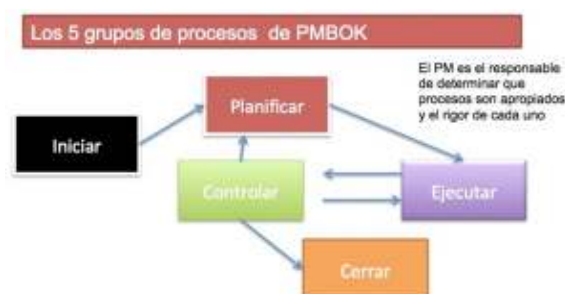 Los 5 grupos de procesos de PMBOK
El PM es el responsable
de determinar que
procesos son apropiados
y el rigor de cada uno
Planificar
Iniciar
Controlar
Ejecutar
Cerrar